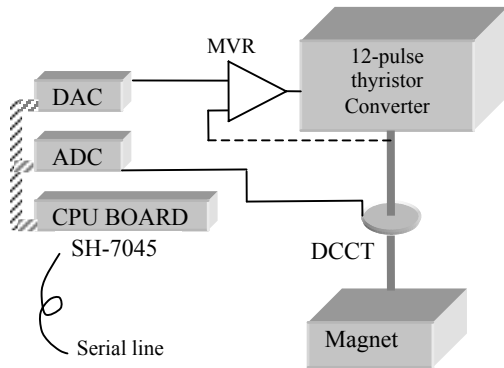 MVR
12-pulse
thyristor
Converter
DAC
ADC
CPU BOARD
SH-7045
DCCT
Serial line
Magnet